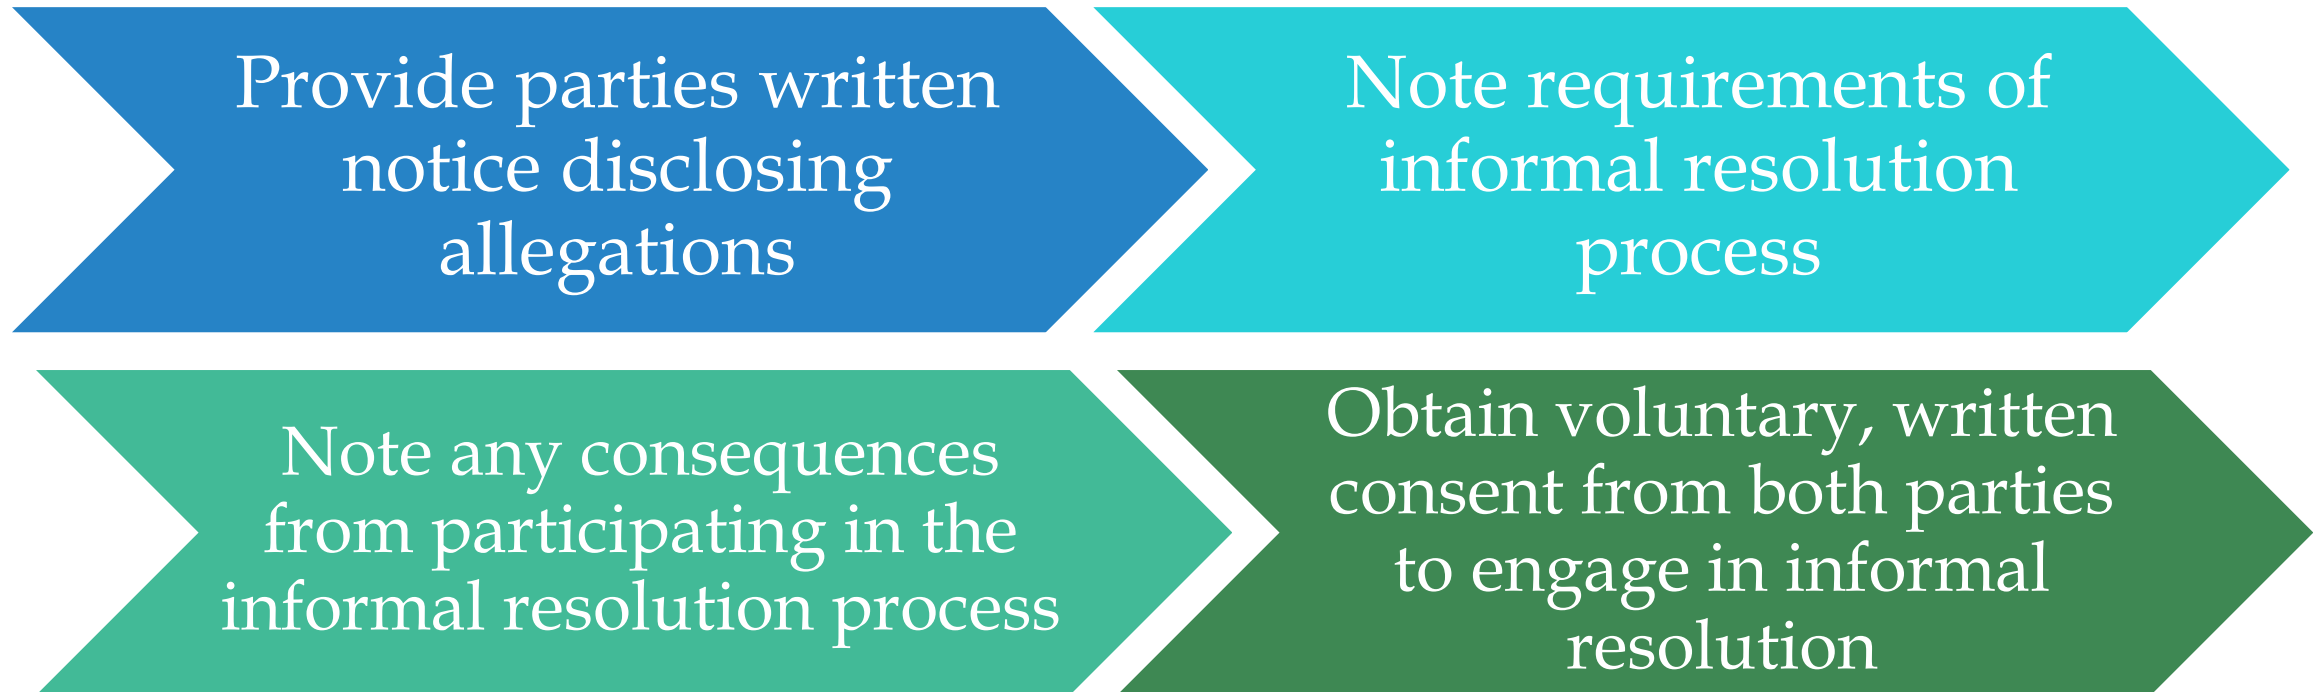 Provide parties written
notice disclosing
allegations
Note requirements of
informal resolution
process
Note any consequences
from participating in the
informal resolution process
Obtain voluntary, written
consent from both parties
to engage in informal
resolution